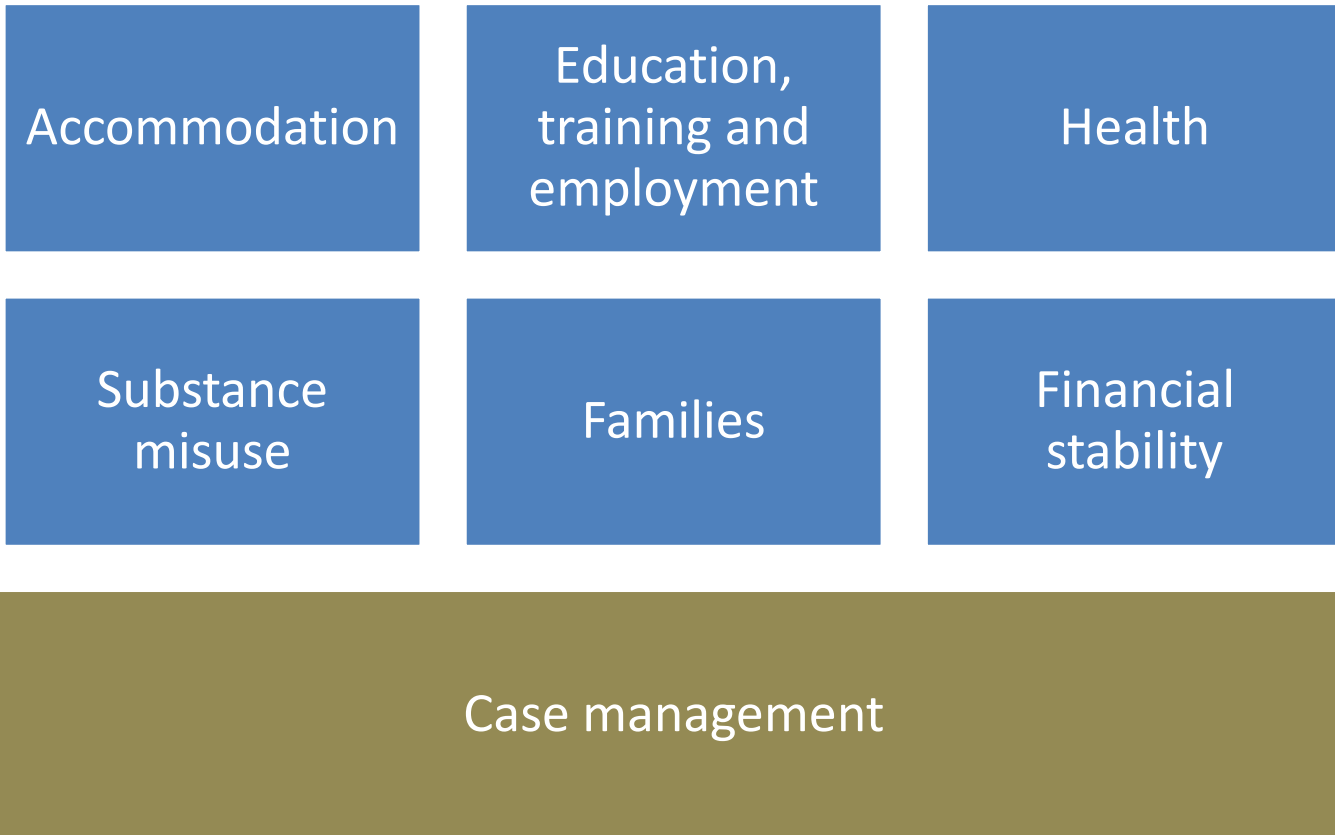 Accommodation
Education,
training and
employment
Health
Substance
misuse
Families
Financial
stability
Case management